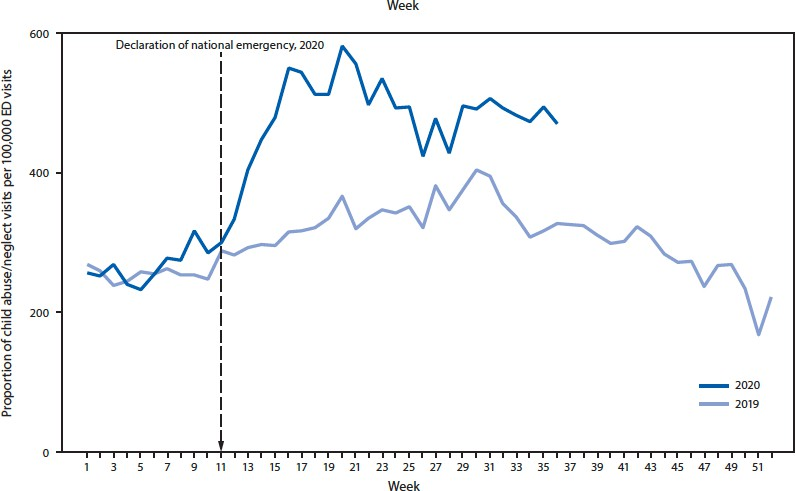 Week
Proportion of child abuse/neglect visits per 100,000 ED visits
600
400
200
0
Declaration of national emergency, 2020
2020
2019
1 3 5 7 9 11 13 15 17 19 21 23 25 27 29 31 33 35 37 39 41 43 45 47 49 51
Week